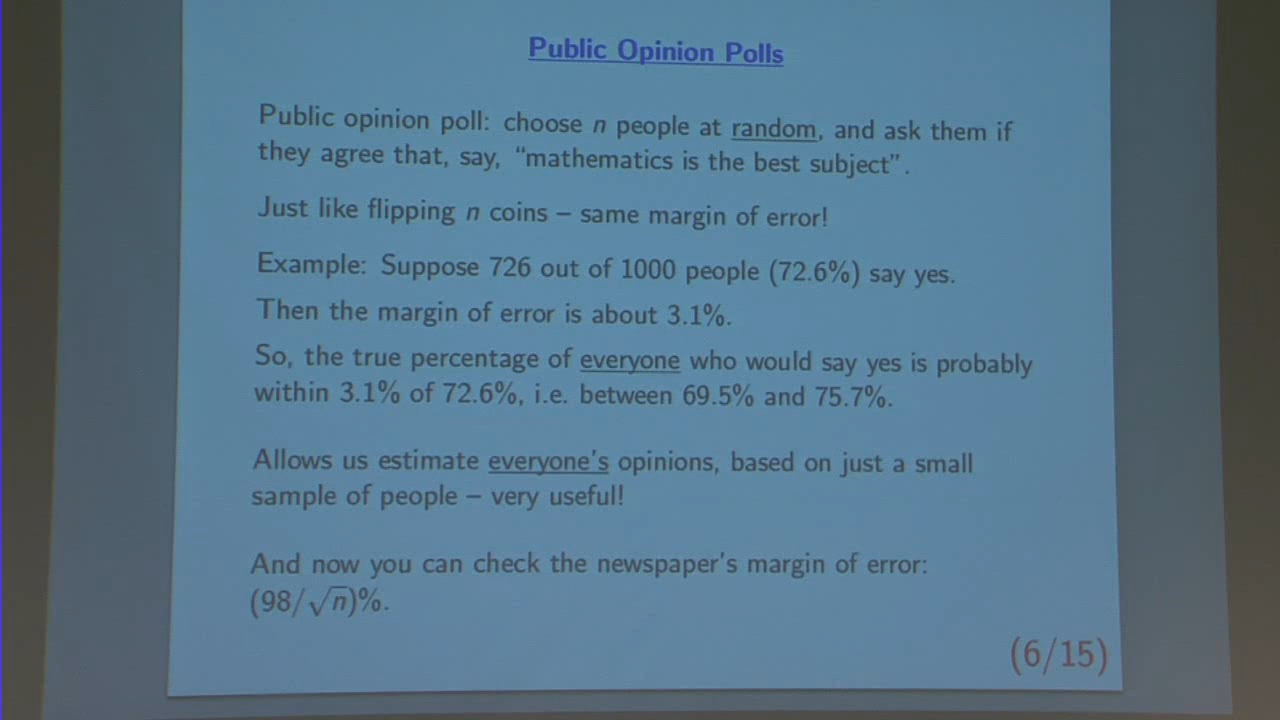 Public Opinion Polls
Public opinion poll: choose n people at random, and ask them if
they agree that, say, “mathematics is the best subject”.
Just like flipping n coins – same margin of error!
Example: Suppose 726 out of 1000 people (72.6%) say yes.
Then the margin of error is about 3.1%.
So, the true percentage of everyone who would say yes is probably
within 3.1% of 72.6%, i.e. between 69.5% and 75.7%.
Allows us estimate everyone's opinions, based on just a small
sample of people – very useful!
And now you can check the newspaper's margin of error:
(98/√n)%.
(6/15)